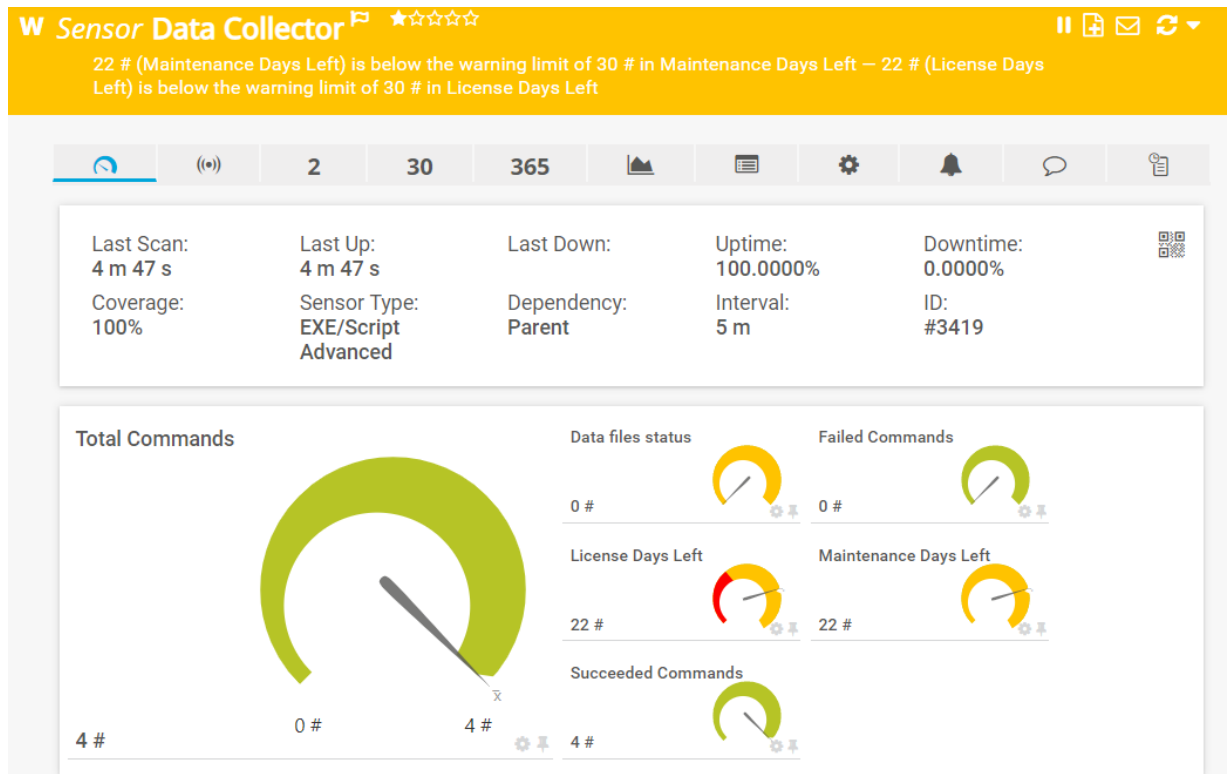 W Sensor Data Collector
22 # (Maintenance Days Left) is below the warning limit of 30 # in Maintenance Days Left — 22 # (License Days
Left) is below the warning limit of 30 # in License Days Left
2 30 365
Last Scan: Last Up: Last Down: Uptime: Downtime:
4 m 47 s 4 m 47 s 100.0000% 0.0000%
Coverage: Sensor Type: Dependency: Interval: ID:
100% EXE/Script Parent 5 m #3419
Advanced
Total Commands
0 # 4 #
x̄
4 #
Data files status
0 #
Failed Commands
0 #
License Days Left
22 #
Maintenance Days Left
22 #
Succeeded Commands
4 #